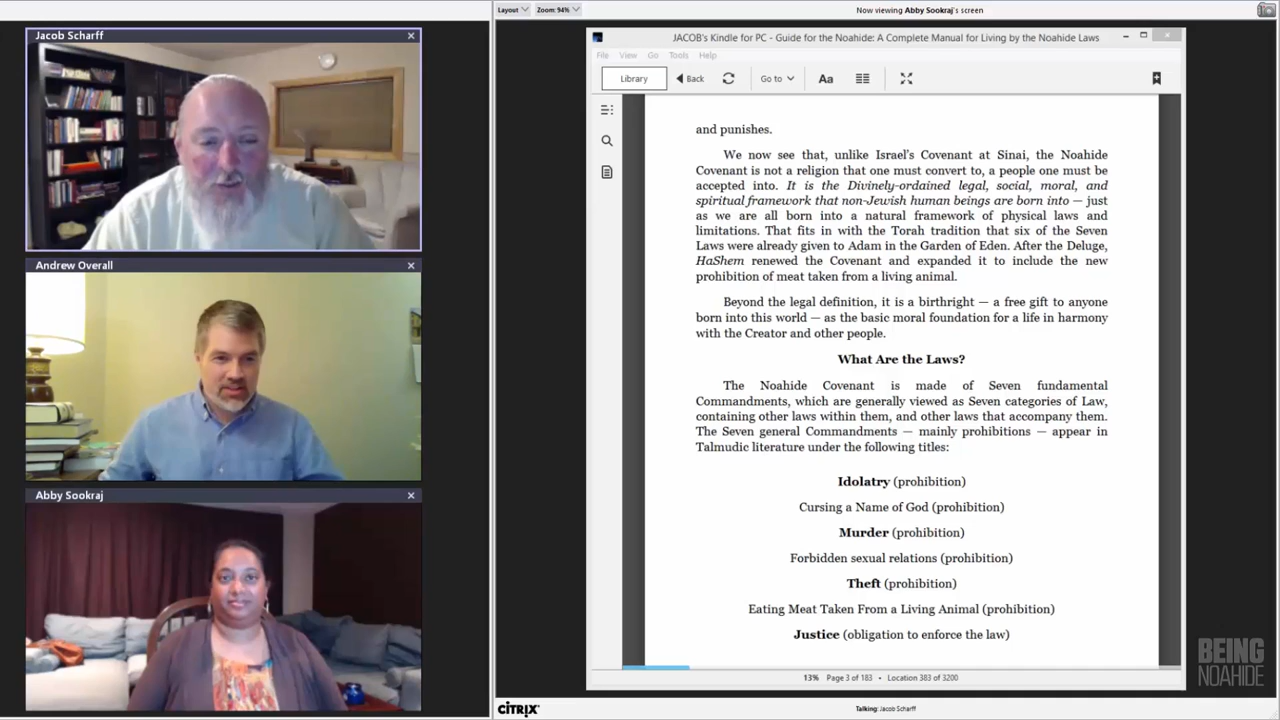 Jacob Scharff
Andrew Overall
Abby Sookraj
Layout
Zoom: 94%
Now viewing Abby Sookraj's screen
JACOB's Kindle for PC - Guide for the Noahide: A Complete Manual for Living by the Noahide Laws
File View Go Tools Help
Library Back Go to Aa
and punishes.
We now see that, unlike Israel's Covenant at Sinai, the Noahide
Covenant is not a religion that one must convert to, a people one must be
accepted into. It is the Divinely-ordained legal, social, moral, and
spiritual framework that non-Jewish human beings are born into — just
as we are all born into a natural framework of physical laws and
limitations. That fits in with the Torah tradition that six of the Seven
Laws were already given to Adam in the Garden of Eden. After the Deluge,
HaShem renewed the Covenant and expanded it to include the new
prohibition of meat taken from a living animal.
Beyond the legal definition, it is a birthright — a free gift to anyone
born into this world — as the basic moral foundation for a life in harmony
with the Creator and other people.
What Are the Laws?
The Noahide Covenant is made of Seven fundamental
Commandments, which are generally viewed as Seven categories of Law,
containing other laws within them, and other laws that accompany them.
The Seven general Commandments — mainly prohibitions — appear in
Talmudic literature under the following titles:
Idolatry (prohibition)
Cursing a Name of God (prohibition)
Murder (prohibition)
Forbidden sexual relations (prohibition)
Theft (prohibition)
Eating Meat Taken From a Living Animal (prohibition)
Justice (obligation to enforce the law)
13% Page 3 of 183 • Location 383 of 3200
CITRIX
Talking: Jacob Scharff
BEING
NOAHIDE